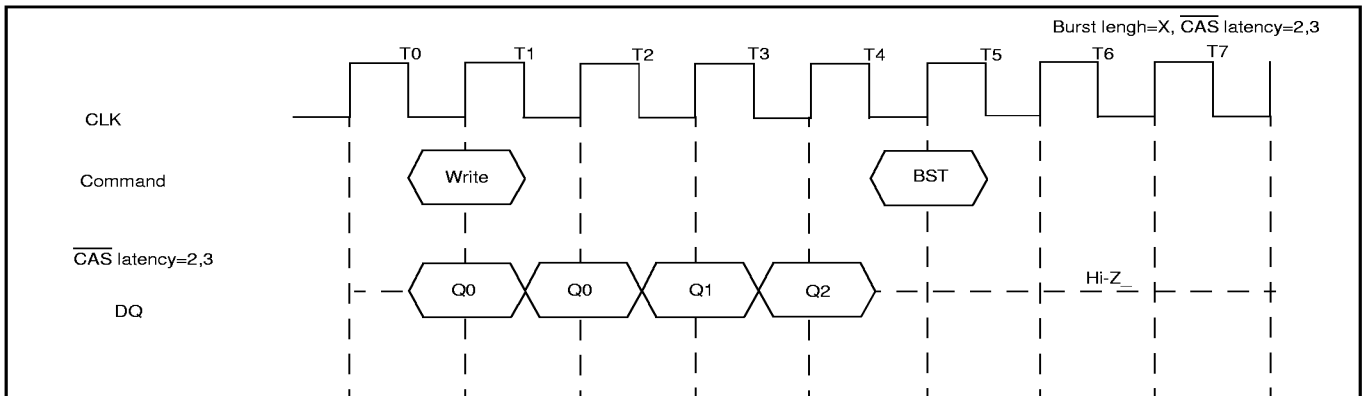 Burst lengh=X, CAS latency=2,3
T0 T1 T2 T3 T4 T5 T6 T7
CLK
Command Write BST
CAS latency=2,3
DQ Q0 Q0 Q1 Q2 Hi-Z_